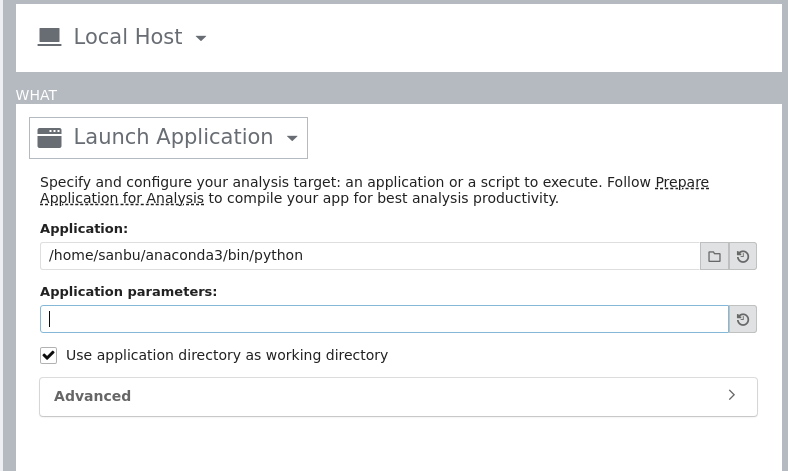 Local Host
WHAT
Launch Application
Specify and configure your analysis target: an application or a script to execute. Follow Prepare
Application for Analysis to compile your app for best analysis productivity.
Application:
/home/sanbu/anaconda3/bin/python
Application parameters:
Use application directory as working directory
Advanced